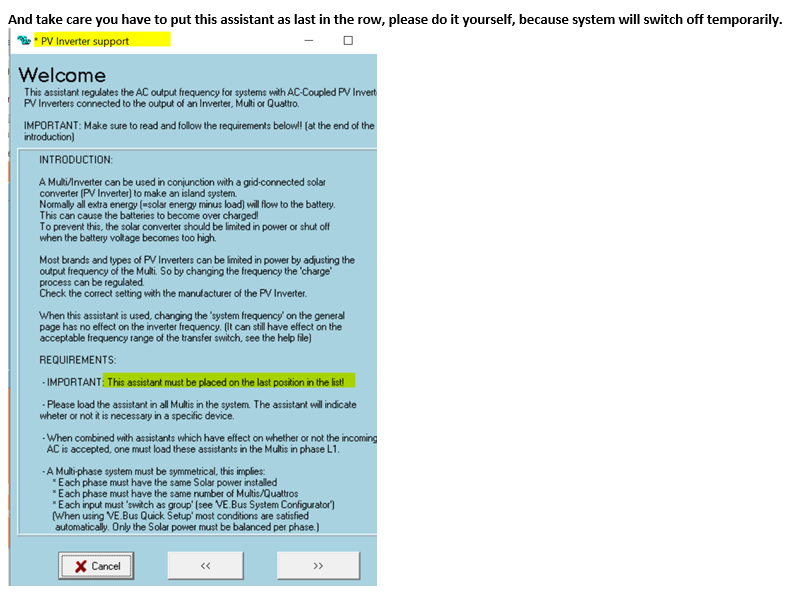 And take care you have to put this assistant as last in the row, please do it yourself, because system will switch off temporarily.
* PV Inverter support
Welcome
This assistant regulates the AC output frequency for systems with AC-Coupled PV Invert
PV Inverters connected to the output of an Inverter, Multi or Quattro.
IMPORTANT: Make sure to read and follow the requirements below!! (at the end of the
introduction)
INTRODUCTION:
A Multi/Inverter can be used in conjunction with a grid-connected solar
converter (PV Inverter) to make an island system.
Normally all extra energy (=solar energy minus load) will flow to the battery.
This can cause the batteries to become over charged!
To prevent this, the solar converter should be limited in power or shut off
when the battery voltage becomes too high.
Most brands and types of PV Inverters can be limited in power by adjusting the
output frequency of the Multi. So by changing the frequency the 'charge'
process can be regulated.
Check the correct setting with the manufacturer of the PV Inverter.
When this assistant is used, changing the 'system frequency' on the general
page has no effect on the inverter frequency. (It can still have effect on the
acceptable frequency range of the transfer switch, see the help file)
REQUIREMENTS:
- IMPORTANT: This assistant must be placed on the last position in the list!
- Please load the assistant in all Multis in the system. The assistant will indicate
wheter or not it is necessary in a specific device.
- When combined with assistants which have effect on whether or not the incoming
AC is accepted, one must load these assistants in the Multis in phase L1.
- A Multi-phase system must be symmetrical, this implies:
* Each phase must have the same Solar power installed
* Each phase must have the same number of Multis/Quattros
* Each input must 'switch as group' (see 'VE.Bus System Configurator')
(When using 'VE.Bus Quick Setup' most conditions are satisfied
automatically. Only the Solar power must be balanced per phase.)
Cancel
<<
>>